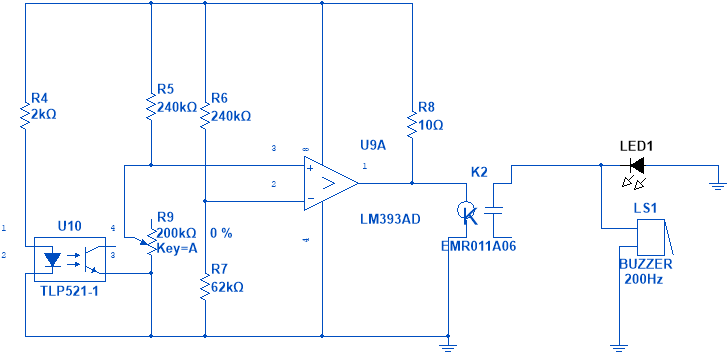 R4
2kΩ
R5
240kΩ
R6
240kΩ
R8
10Ω
U9A
3
8
1
2
4
LM393AD
K2
K
EMR011A06
LED1
LS1
BUZZER
200Hz
U10
1
2
4
3
TLP521-1
R9
200kΩ
Key=A
0 %
R7
62kΩ
+
>
−